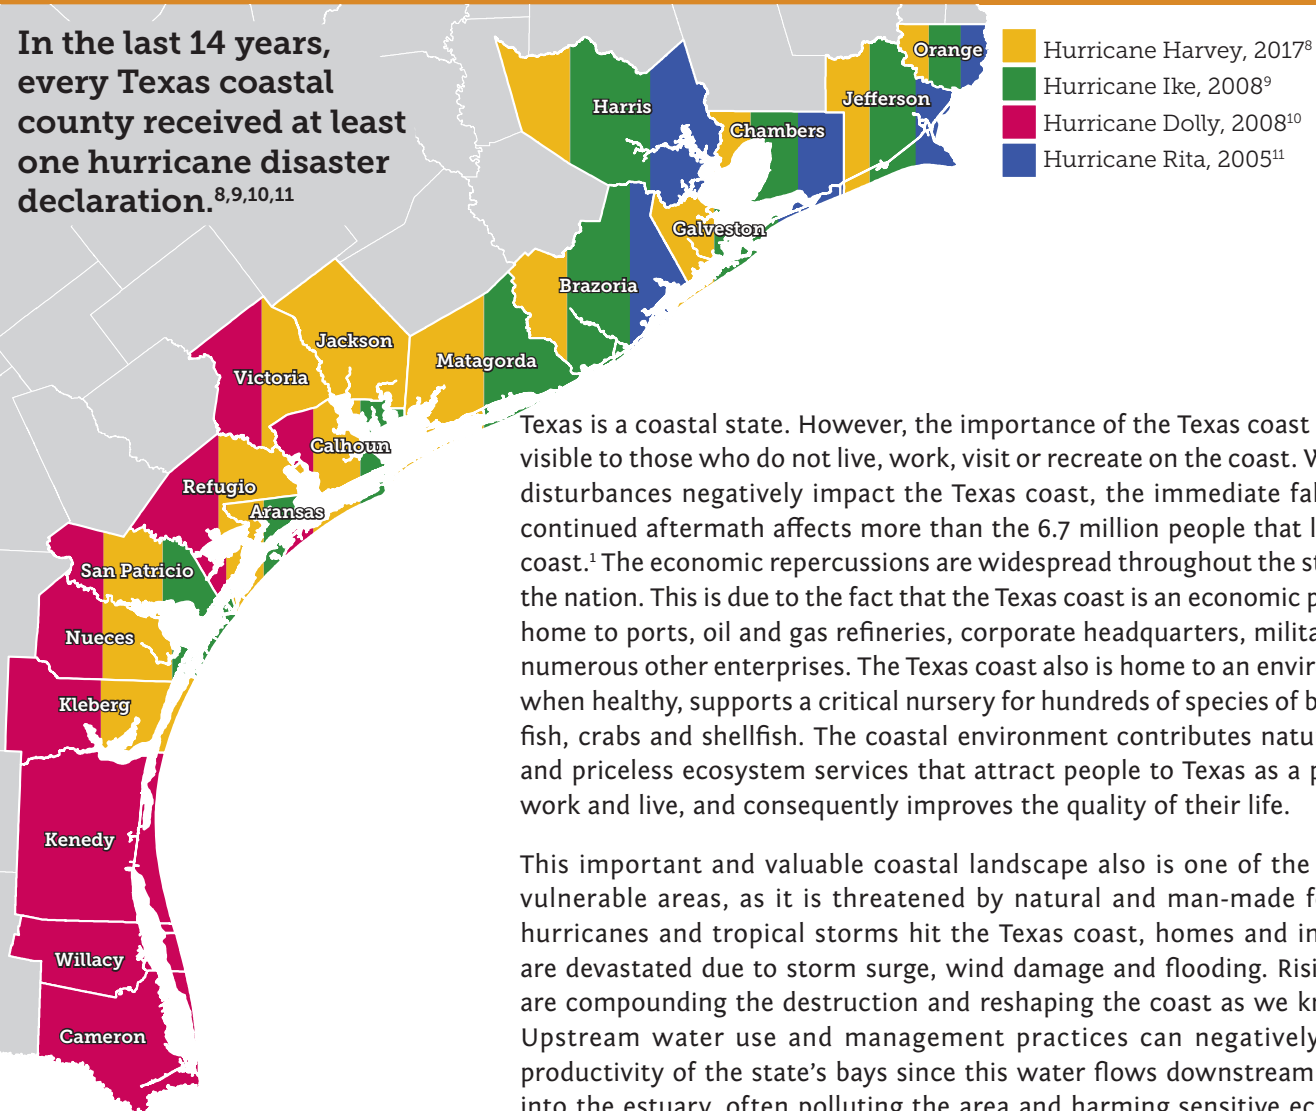 In the last 14 years,
every Texas coastal
county received at least
one hurricane disaster
declaration.8,9,10,11
Hurricane Harvey, 20178
Hurricane Ike, 20089
Hurricane Dolly, 200810
Hurricane Rita, 200511
Orange
Jefferson
Harris
Chambers
Galveston
Brazoria
Jackson
Matagorda
Victoria
Calhoun
Refugio
Aransas
San Patricio
Nueces
Kleberg
Kenedy
Willacy
Cameron
Texas is a coastal state. However, the importance of the Texas coast
visible to those who do not live, work, visit or recreate on the coast.
disturbances negatively impact the Texas coast, the immediate
continued aftermath affects more than the 6.7 million people that
coast.1 The economic repercussions are widespread throughout the
the nation. This is due to the fact that the Texas coast is an economic
home to ports, oil and gas refineries, corporate headquarters,
numerous other enterprises. The Texas coast also is home to an
when healthy, supports a critical nursery for hundreds of species of
fish, crabs and shellfish. The coastal environment contributes
and priceless ecosystem services that attract people to Texas as a
work and live, and consequently improves the quality of their life.
This important and valuable coastal landscape also is one of the
vulnerable areas, as it is threatened by natural and man-made
hurricanes and tropical storms hit the Texas coast, homes and
are devastated due to storm surge, wind damage and flooding.
are compounding the destruction and reshaping the coast as we
Upstream water use and management practices can negatively
productivity of the state's bays since this water flows downstream
into the estuary, often polluting the area and harming sensitive